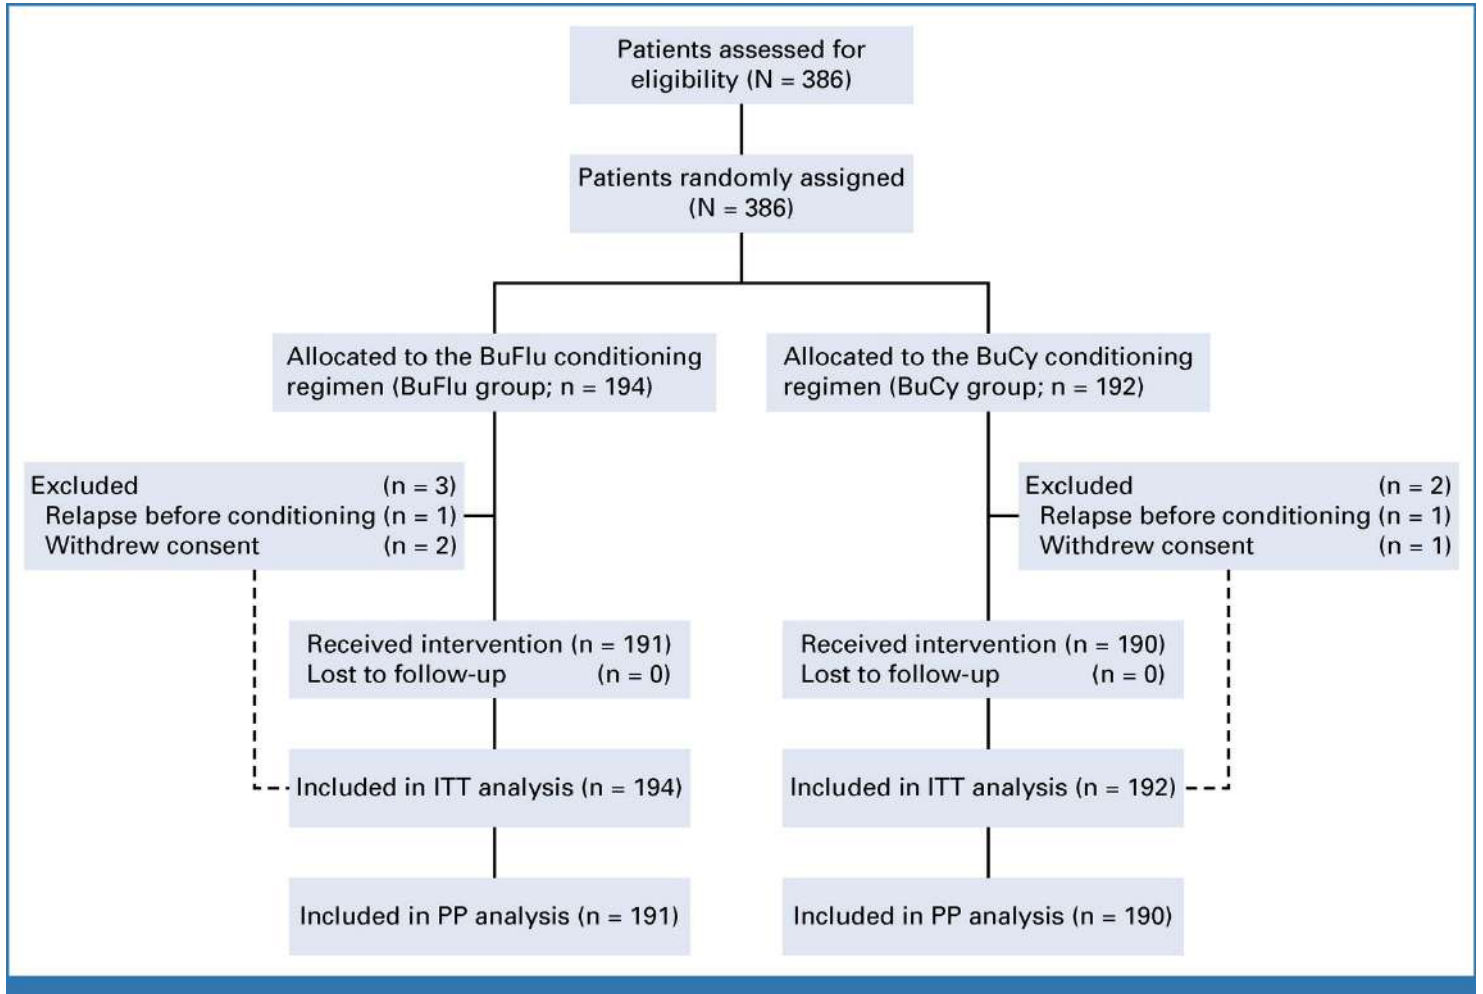 Patients assessed for
eligibility (N = 386)
Patients randomly assigned
(N = 386)
Allocated to the BuFlu conditioning
regimen (BuFlu group; n = 194)
Allocated to the BuCy conditioning
regimen (BuCy group; n = 192)
Excluded (n = 3)
Relapse before conditioning (n = 1)
Withdrew consent (n = 2)
Excluded (n = 2)
Relapse before conditioning (n = 1)
Withdrew consent (n = 1)
Received intervention (n = 191)
Lost to follow-up (n = 0)
Received intervention (n = 190)
Lost to follow-up (n = 0)
Included in ITT analysis (n = 194)
Included in ITT analysis (n = 192)
Included in PP analysis (n = 191)
Included in PP analysis (n = 190)